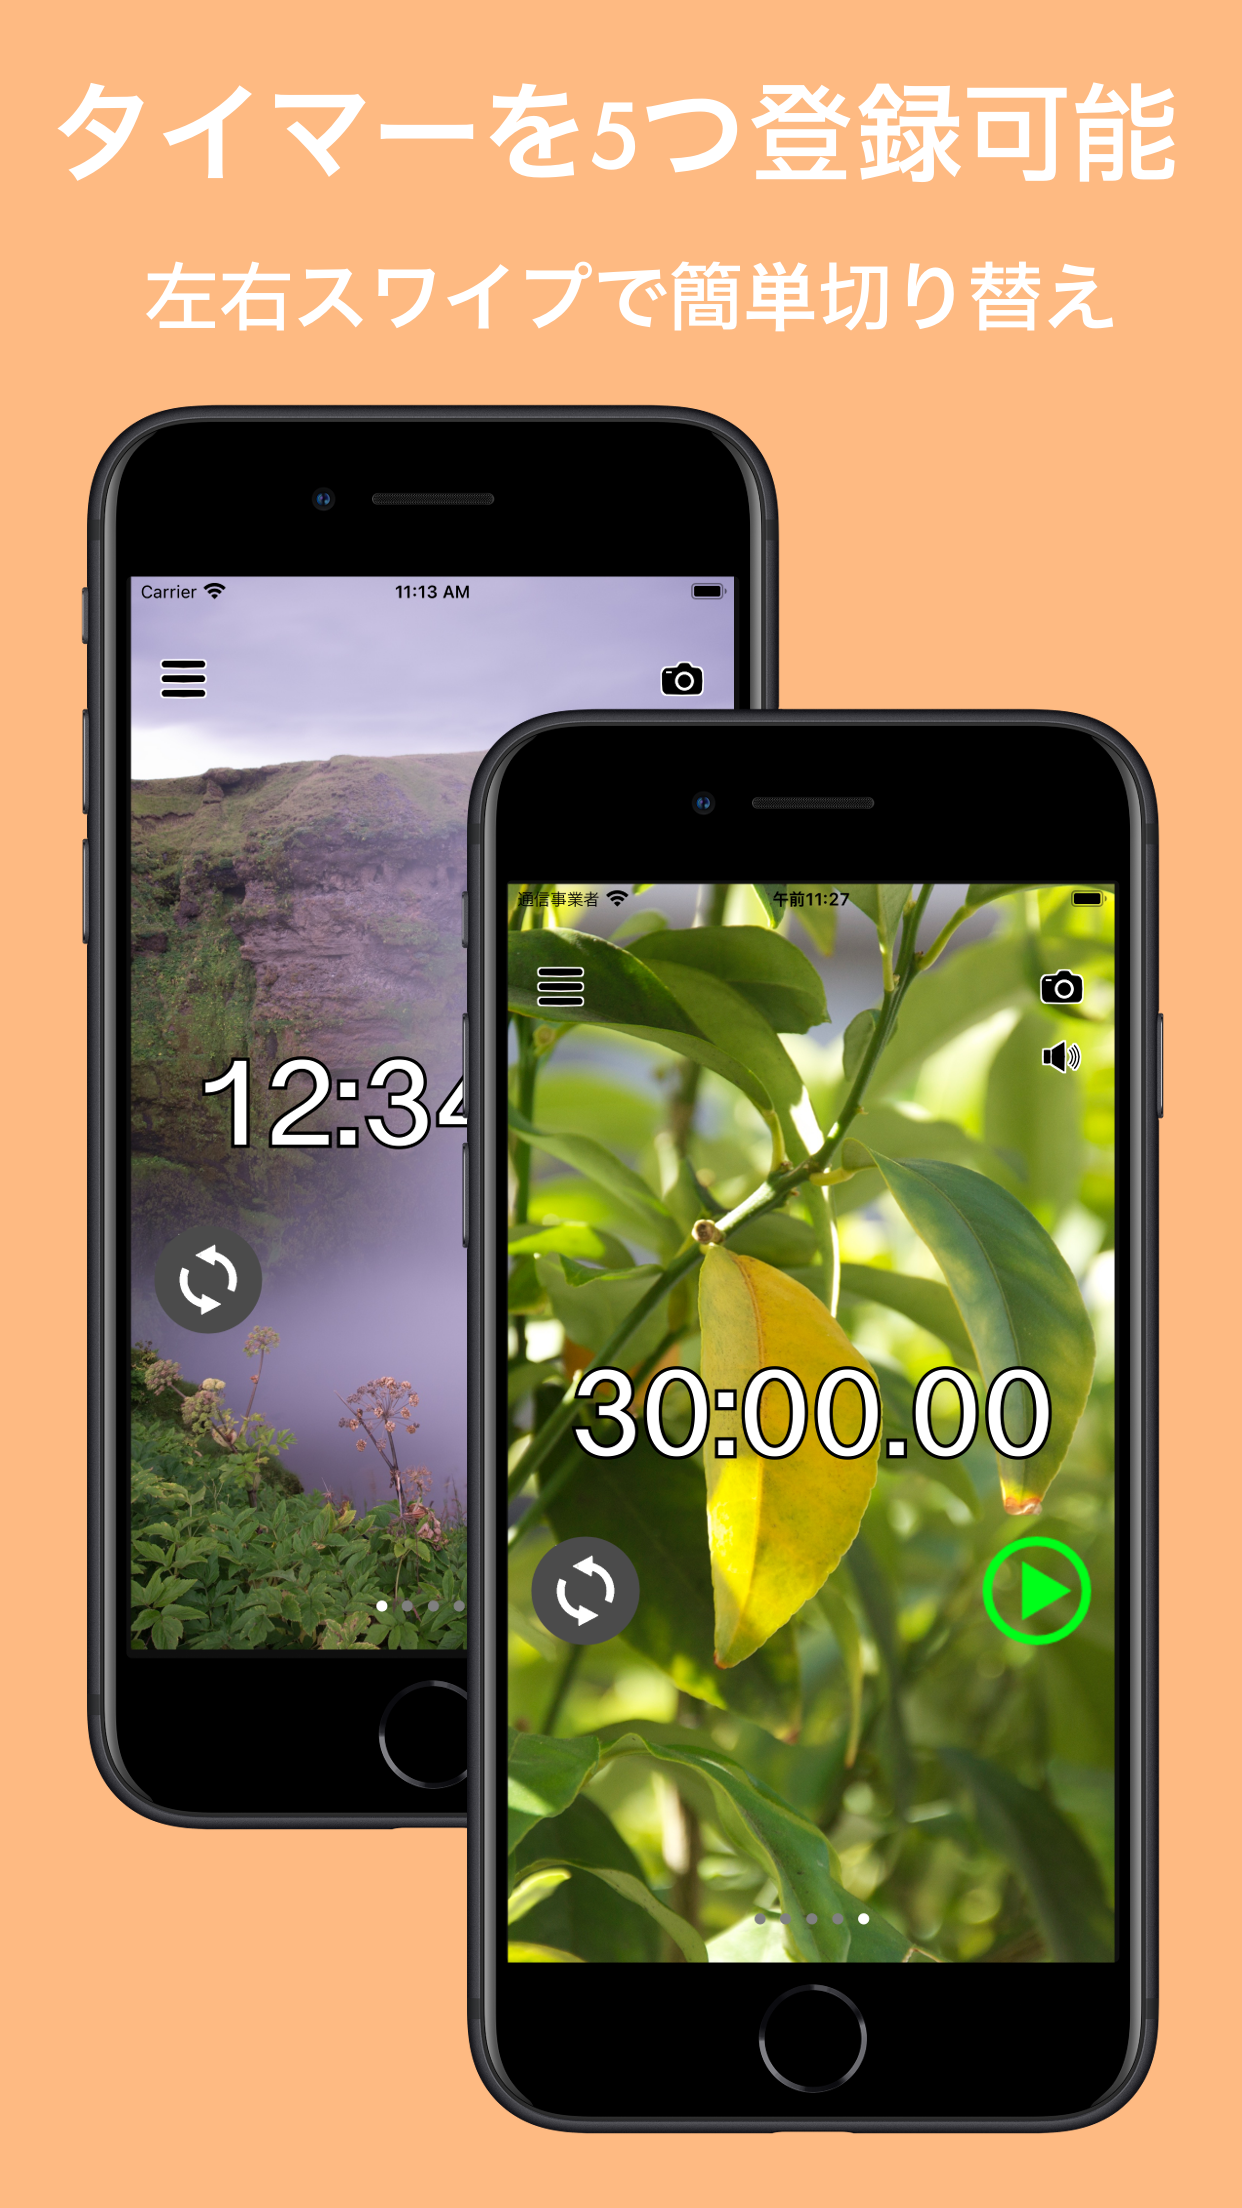 タイマーを5つ登録可能
左右スワイプで簡単切り替え
Carrier 11:13 AM
12:34
通信事業者 午前11:27
30:00.00